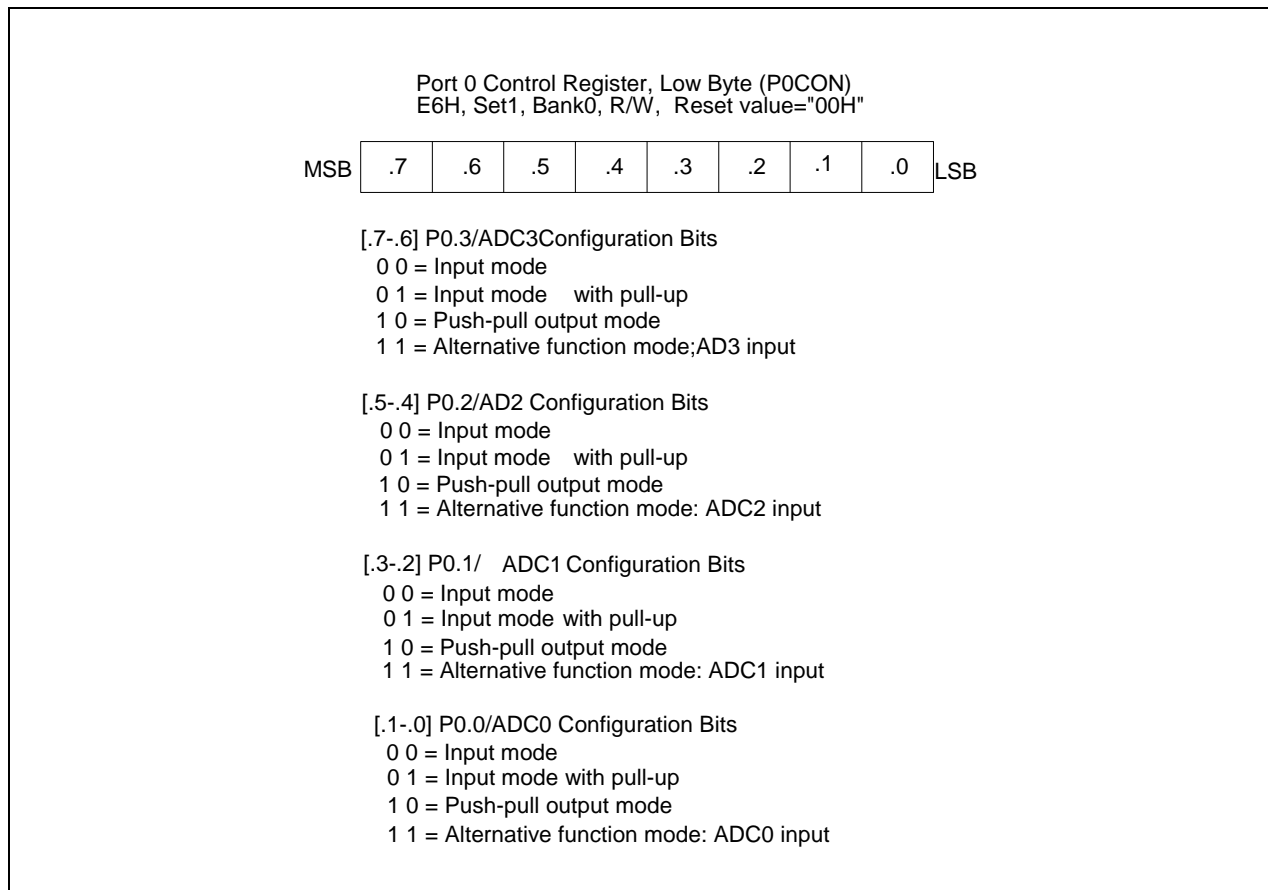 Port 0 Control Register, Low Byte (P0CON)
E6H, Set1, Bank0, R/W, Reset value="00H"
MSB .7 .6 .5 .4 .3 .2 .1 .0 LSB
[.7-.6] P0.3/ADC3Configuration Bits
0 0 = Input mode
0 1 = Input mode with pull-up
1 0 = Push-pull output mode
1 1 = Alternative function mode;AD3 input
[.5-.4] P0.2/AD2 Configuration Bits
0 0 = Input mode
0 1 = Input mode with pull-up
1 0 = Push-pull output mode
1 1 = Alternative function mode: ADC2 input
[.3-.2] P0.1/ ADC1 Configuration Bits
0 0 = Input mode
0 1 = Input mode with pull-up
1 0 = Push-pull output mode
1 1 = Alternative function mode: ADC1 input
[.1-.0] P0.0/ADC0 Configuration Bits
0 0 = Input mode
0 1 = Input mode with pull-up
1 0 = Push-pull output mode
1 1 = Alternative function mode: ADC0 input